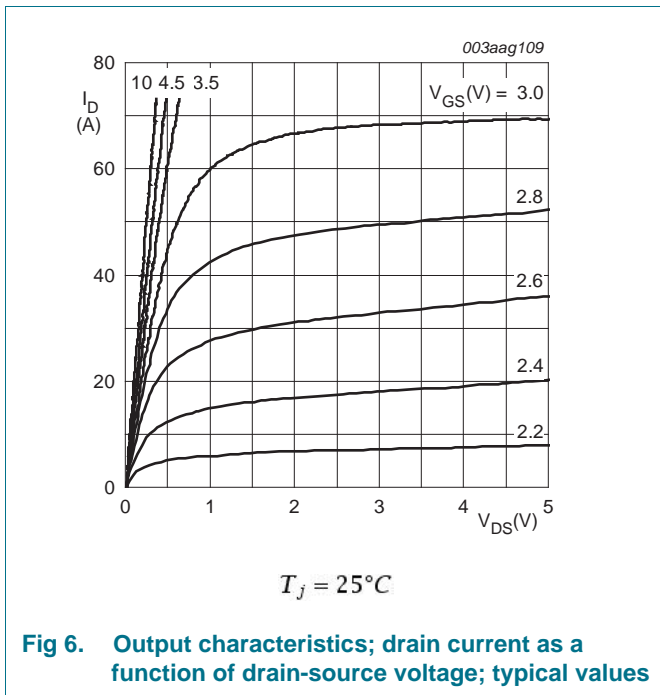 003aag109
80
60
40
20
0
I_D
(A)
10 4.5 3.5
V_GS(V) = 3.0
2.8
2.6
2.4
2.2
0 1 2 3 4 5
V_DS(V)
T_j = 25°C
Fig 6. Output characteristics; drain current as a
function of drain-source voltage; typical values